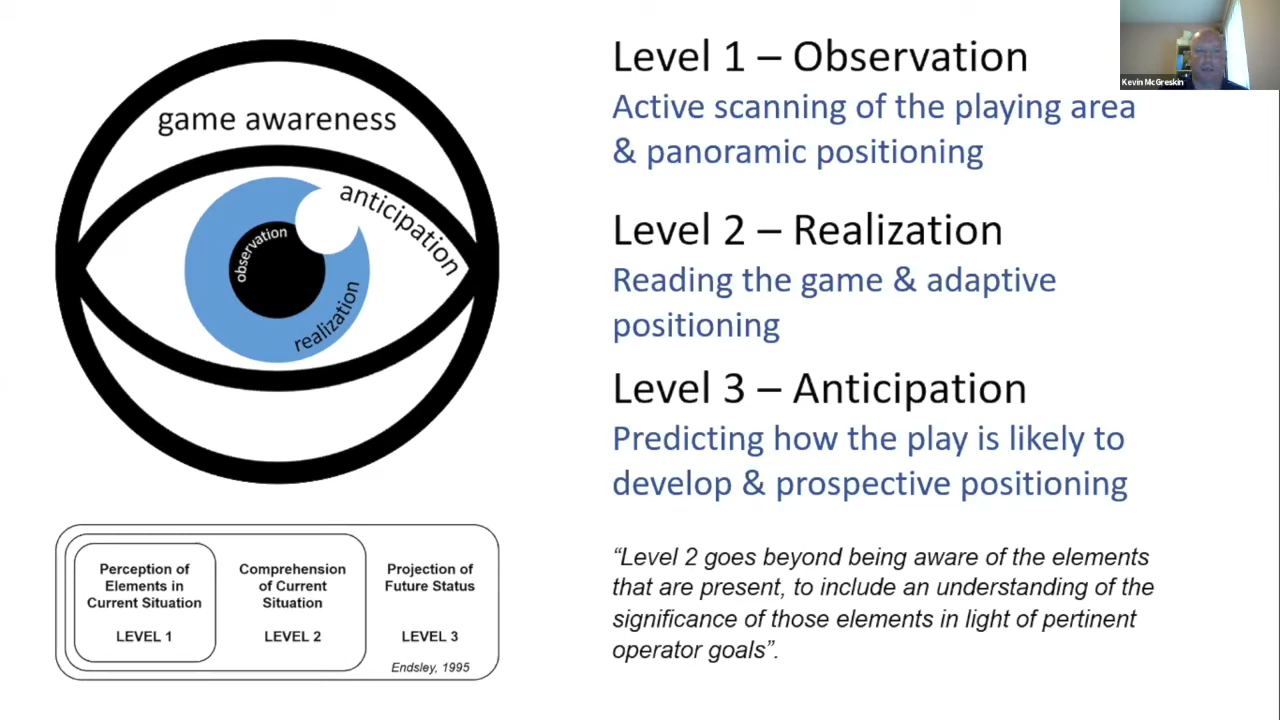 game awareness
anticipation
observation
realization
Perception of
Elements in
Current Situation
LEVEL 1
Comprehension
of Current
Situation
LEVEL 2
Projection of
Future Status
LEVEL 3
Endsley, 1995
Level 1 – Observation
Active scanning of the playing area
& panoramic positioning
Level 2 – Realization
Reading the game & adaptive
positioning
Level 3 – Anticipation
Predicting how the play is likely to
develop & prospective positioning
“Level 2 goes beyond being aware of the elements
that are present, to include an understanding of the
significance of those elements in light of pertinent
operator goals”.
Kevin McGreskin